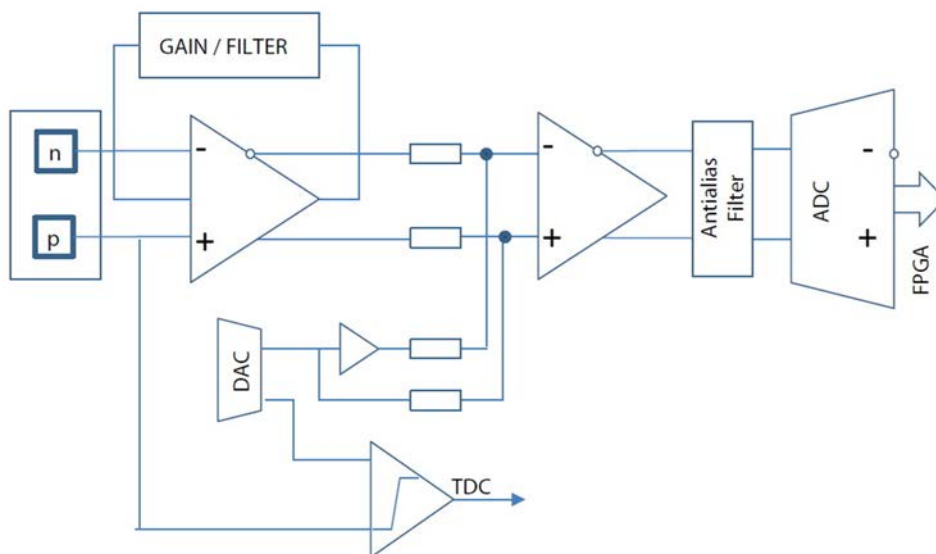 GAIN / FILTER
n
-
-
-
p
+
+
+
Antialias
Filter
ADC
FPGA
DAC
TDC